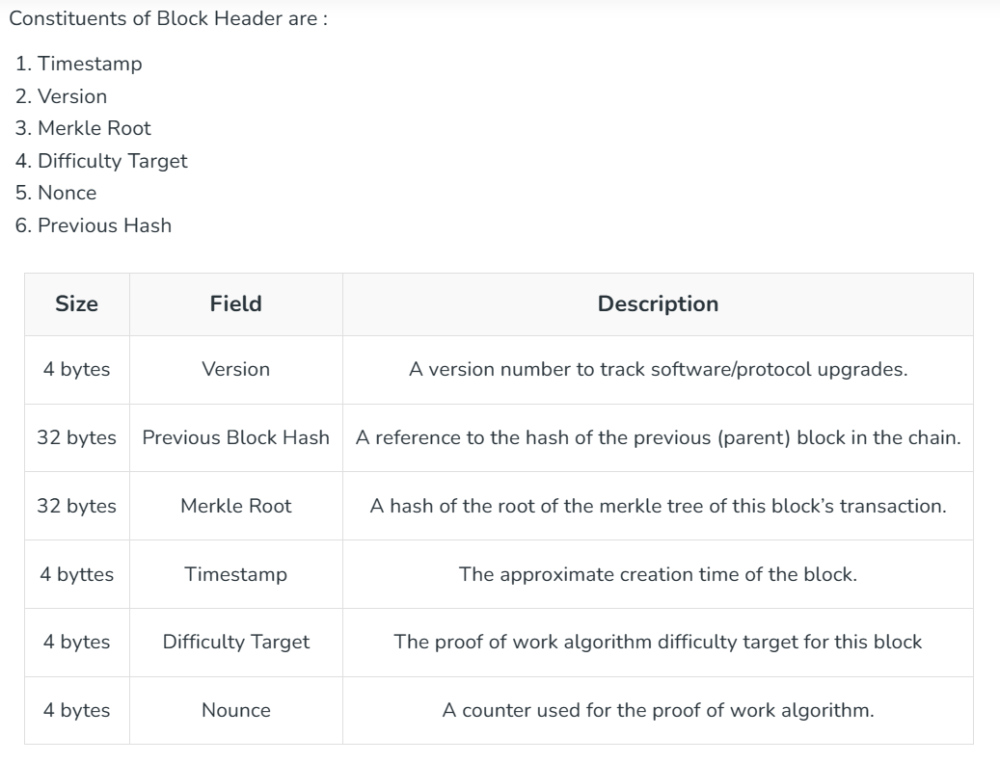 Constituents of Block Header are :
1. Timestamp
2. Version
3. Merkle Root
4. Difficulty Target
5. Nonce
6. Previous Hash
Size Field Description
4 bytes Version A version number to track software/protocol upgrades.
32 bytes Previous Block Hash A reference to the hash of the previous (parent) block in the chain.
32 bytes Merkle Root A hash of the root of the merkle tree of this block’s transaction.
4 byttes Timestamp The approximate creation time of the block.
4 bytes Difficulty Target The proof of work algorithm difficulty target for this block
4 bytes Nounce A counter used for the proof of work algorithm.